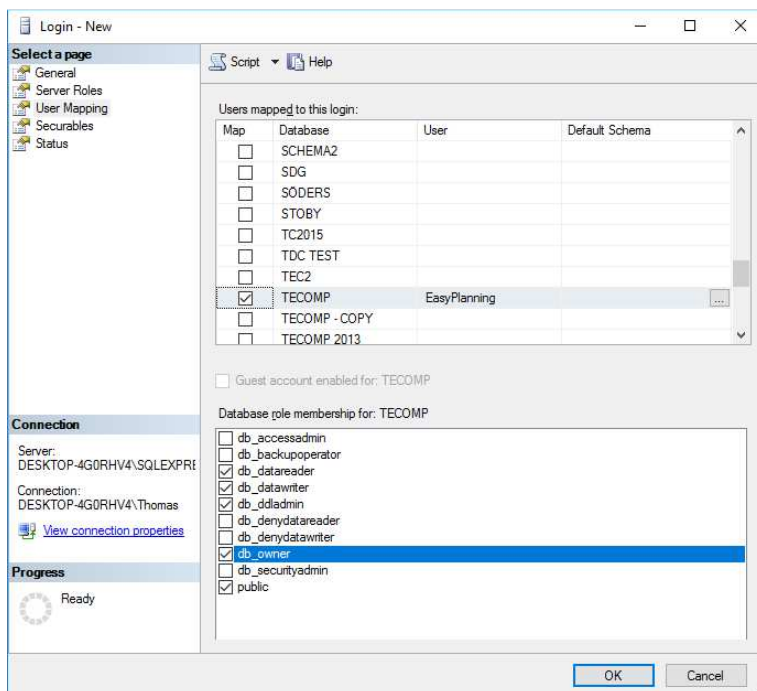 Login - New
Select a page
General
Server Roles
User Mapping
Securables
Status
Script Help
Users mapped to this login:
Map Database User Default Schema
SCHEMA2
SDG
SÖDERS
STOBY
TC2015
TDC TEST
TEC2
TECOMP EasyPlanning ...
TECOMP - COPY
TECOMP 2013
Guest account enabled for: TECOMP
Database role membership for: TECOMP
db_accessadmin
db_backupoperator
db_datareader
db_datawriter
db_ddladmin
db_denydatareader
db_denydatawriter
db_owner
db_securityadmin
public
Connection
Server:
DESKTOP-4G0RHV4\SQLEXPRE
Connection:
DESKTOP-4G0RHV4\Thomas
View connection properties
Progress
Ready
OK Cancel